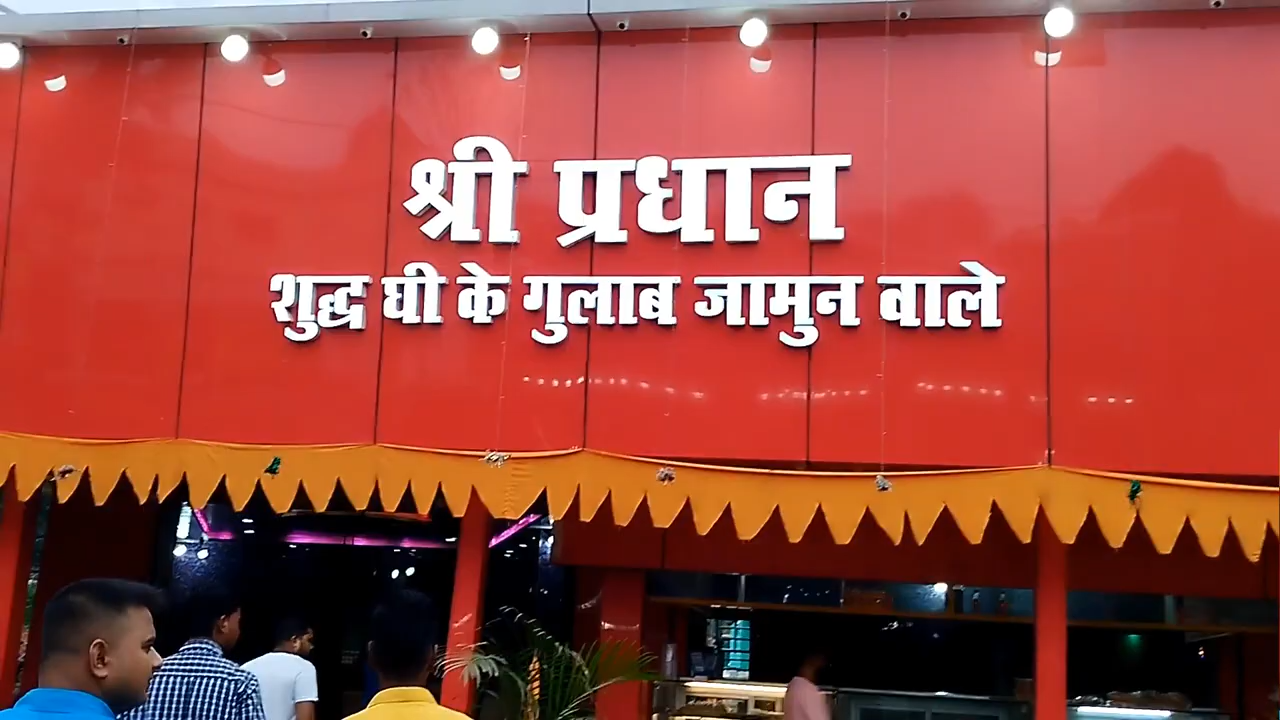 श्री प्रधान
शुद्ध घी के गुलाब जामुन वाले